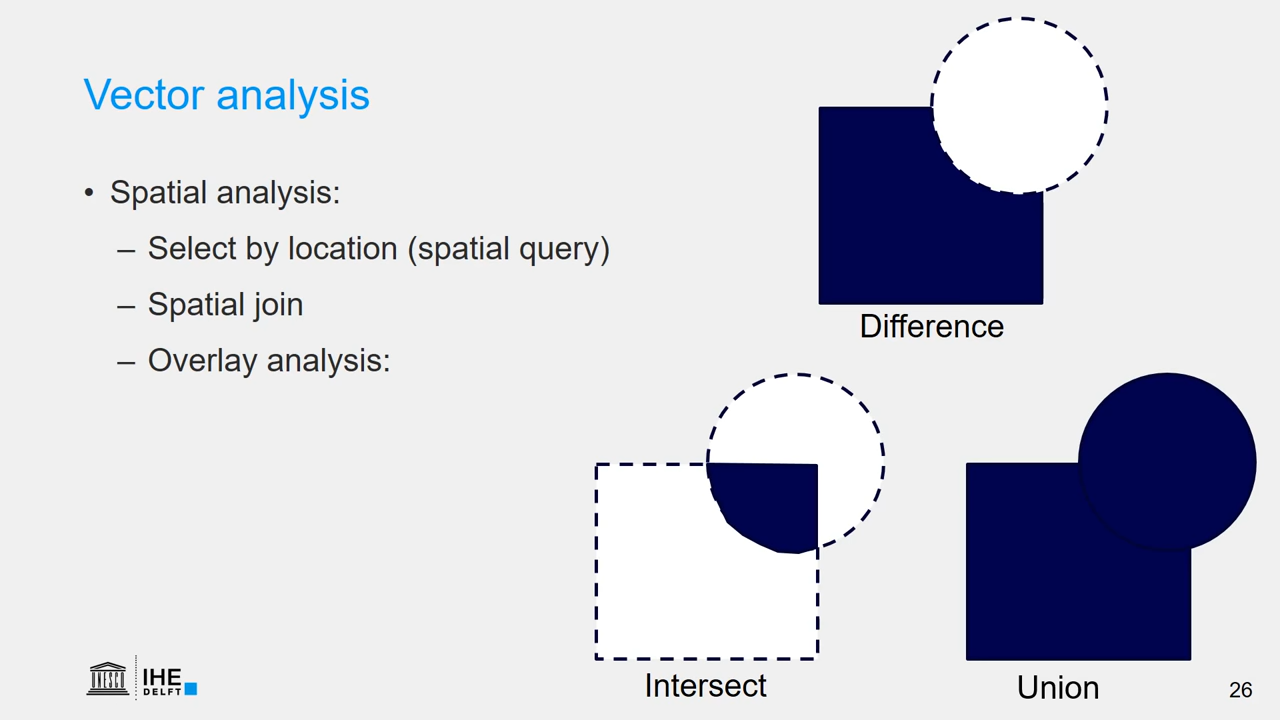 Vector analysis
• Spatial analysis:
– Select by location (spatial query)
– Spatial join
– Overlay analysis:
Difference
Intersect
Union
UNESCO
IHE
DELFT
26